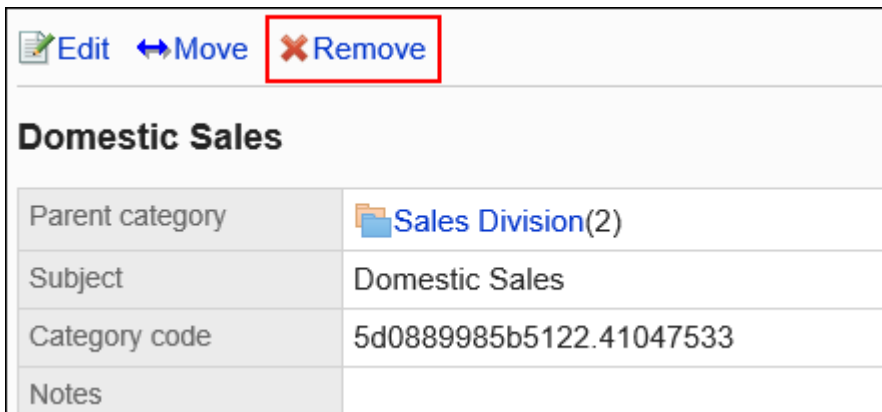 Edit Move Remove
Domestic Sales
Parent category Sales Division(2)
Subject Domestic Sales
Category code 5d0889985b5122.41047533
Notes